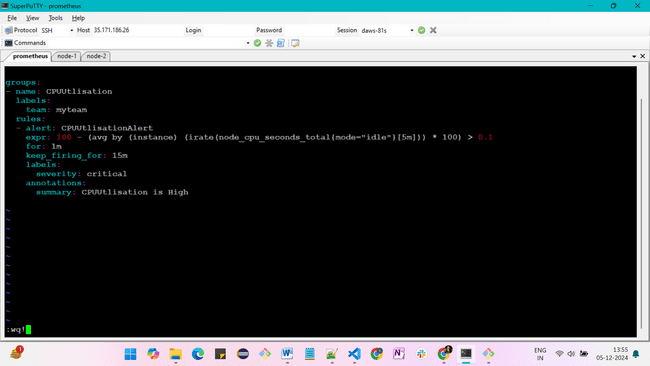 SuperPuTTY - prometheus
File View Tools Help
Protocol SSH Host 35.171.186.26 Login Password Session daws-81s
Commands
prometheus node-1 node-2
groups:
- name: CPUUtlisation
labels:
team: myteam
rules:
- alert: CPUUtlisationAlert
expr: 100 - (avg by (instance) (irate(node_cpu_seconds_total{mode="idle"}[5m])) * 100) > 0.1
for: 1m
keep_firing_for: 15m
labels:
severity: critical
annotations:
summary: CPUUtlisation is High
~
~
~
~
~
~
~
~
~
~
~
~
~
:wq!
ENG
IN
13:55
05-12-2024